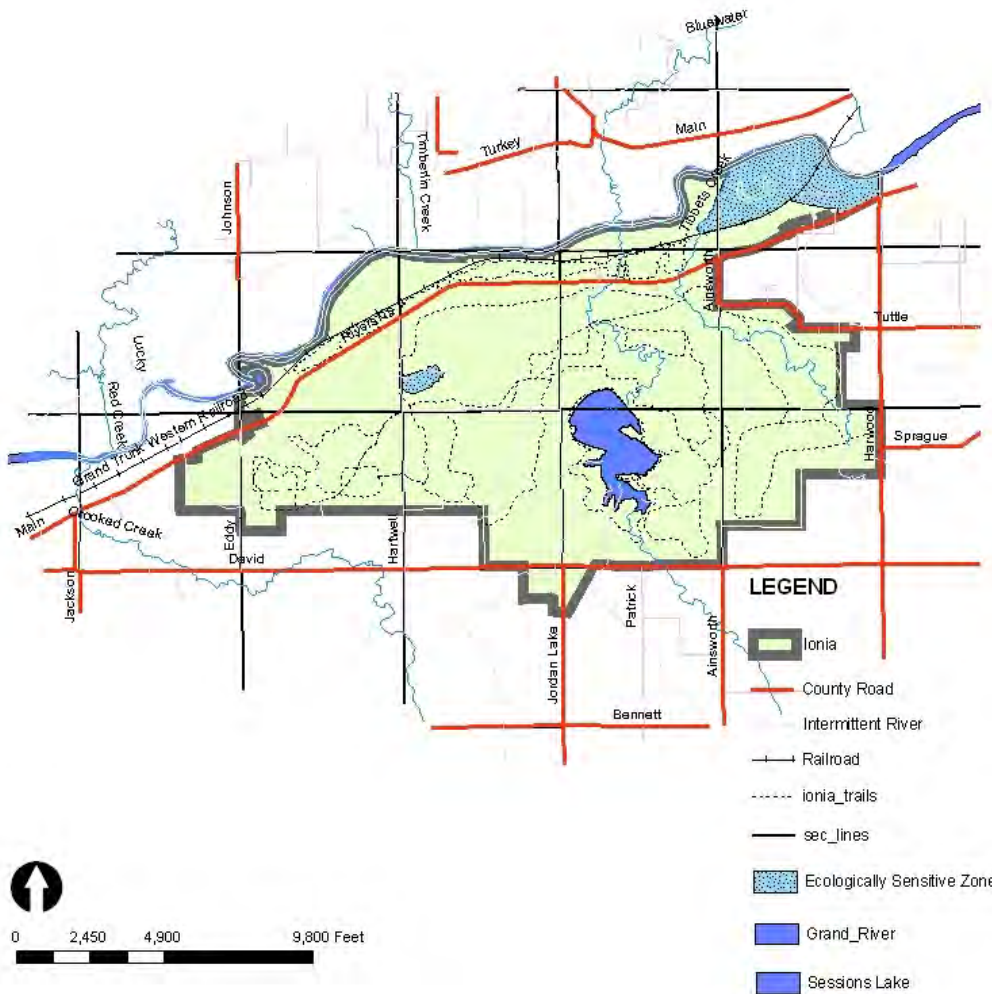 Bluewater
Main
Turkey
Timberlin Creek
Tibbets Creek
Johnson
Ainsworth
Tuttle
Lucky
Red Creek
Grand Trunk Western Railroad
Harwood
Sprague
Main
Crooked Creek
Eddy
Hartwell
David
Jackson
Jordan Lake
Patrick
Ainsworth
Bennett
LEGEND
Ionia
County Road
Intermittent River
Railroad
ionia_trails
sec_lines
Ecologically Sensitive Zone
Grand_River
Sessions Lake
0 2,450 4,900 9,800 Feet